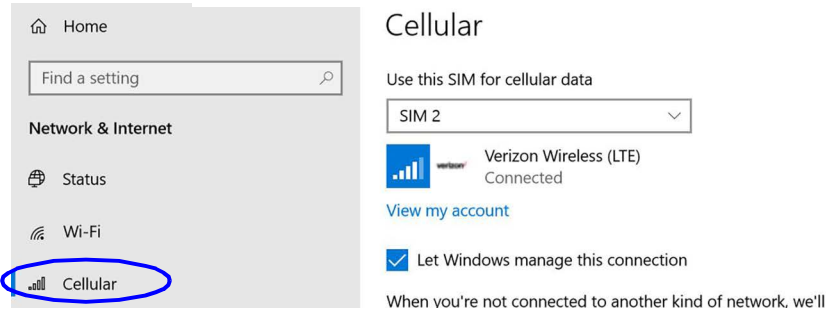 Home
Find a setting
Network & Internet
Status
Wi-Fi
Cellular
Cellular
Use this SIM for cellular data
SIM 2
verizon
Verizon Wireless (LTE)
Connected
View my account
Let Windows manage this connection
When you're not connected to another kind of network, we'll